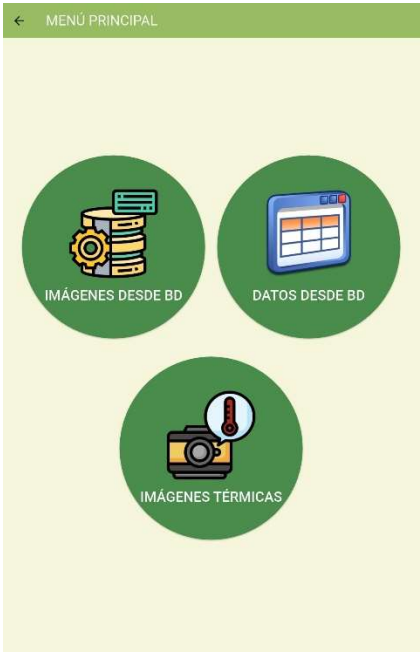 MENÚ PRINCIPAL
IMÁGENES DESDE BD
DATOS DESDE BD
IMÁGENES TÉRMICAS